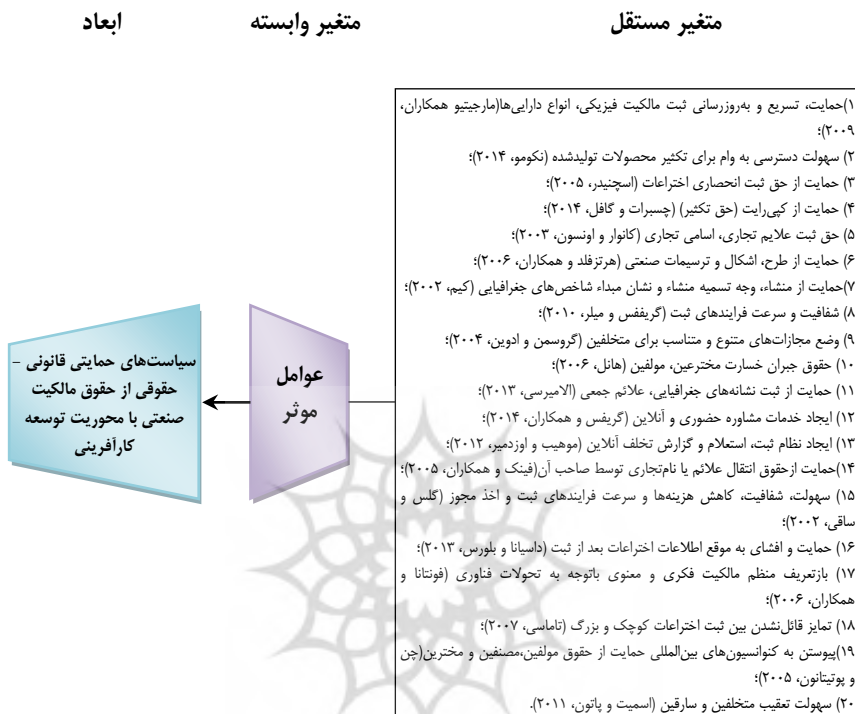 متغیر مستقل
متغیر وابسته
ابعاد
۱)حمایت، تسریع و به‌روزرسانی ثبت مالکیت فیزیکی، انواع دارایی‌ها(مارجیتیو همکاران،
۲۰۰۹)؛
۲) سهولت دسترسی به وام برای تکثیر محصولات تولیدشده (نکومو، ۲۰۱۴)؛
۳) حمایت از حق ثبت انحصاری اختراعات (اسچنیدر، ۲۰۰۵)؛
۴) حمایت از کپی‌رایت (حق تکثیر) (چسبرات و گافل، ۲۰۱۴)؛
۵) حق ثبت علایم تجاری، اسامی تجاری (کانوار و اونسون، ۲۰۰۳)؛
۶) حمایت از طرح، اشکال و ترسیمات صنعتی (هرتزفلد و همکاران، ۲۰۰۶)؛
۷)حمایت از منشاء، وجه تسمیه منشاء و نشان مبداء شاخص‌های جغرافیایی (کیم، ۲۰۰۲)؛
۸) شفافیت و سرعت فرایندهای ثبت (گریففس و میلر، ۲۰۱۰)؛
۹) وضع مجازات‌های متنوع و متناسب برای متخلفین (گروسمن و ادوین، ۲۰۰۴)؛
۱۰) حقوق جبران خسارت مخترعین، مولفین (هانل، ۲۰۰۶)؛
۱۱) حمایت از ثبت نشانه‌های جغرافیایی، علائم جمعی (الامیرسی، ۲۰۱۳)؛
۱۲) ایجاد خدمات مشاوره حضوری و آنلاین (گریفس و همکاران، ۲۰۱۴)؛
۱۳) ایجاد نظام ثبت، استعلام و گزارش تخلف آنلاین (موهیب و اوزدمیر، ۲۰۱۲)؛
۱۴)حمایت ازحقوق انتقال علائم یا نام‌تجاری توسط صاحب آن(فینک و همکاران، ۲۰۰۵)؛
۱۵) سهولت، شفافیت، کاهش هزینه‌ها و سرعت فرایندهای ثبت و اخذ مجوز (گلس و
ساقی، ۲۰۰۲)؛
۱۶) حمایت و افشای به موقع اطلاعات اختراعات بعد از ثبت (داسیانا و بلورس، ۲۰۱۳)؛
۱۷) بازتعریف منظم مالکیت فکری و معنوی باتوجه به تحولات فناوری (فونتانا و
همکاران، ۲۰۰۶)؛
۱۸) تمایز قائل‌نشدن بین ثبت اختراعات کوچک و بزرگ (تاماسی، ۲۰۰۷)؛
۱۹)پیوستن به کنوانسیون‌های بین‌المللی حمایت از حقوق مولفین،مصنفین و مخترین(چن
و پوتیتانون، ۲۰۰۵)؛
۲۰) سهولت تعقیب متخلفین و سارقین (اسمیت و پاتون، ۲۰۱۱).
عوامل
موثر
سیاست‌های حمایتی قانونی –
حقوقی از حقوق مالکیت
صنعتی با محوریت توسعه
کارآفرینی